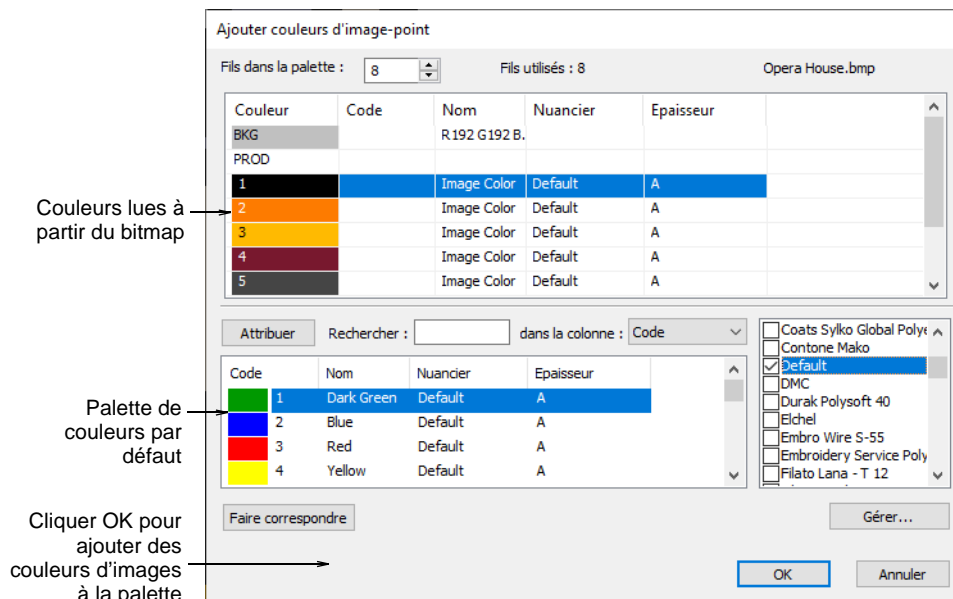 Ajouter couleurs d'image-point
Fils dans la palette : 8 Fils utilisés : 8 Opera House.bmp
Couleur Code Nom Nuancier Epaisseur
BKG R192 G192 B.
PROD
1 Image Color Default A
2 Image Color Default A
3 Image Color Default A
4 Image Color Default A
5 Image Color Default A
Couleurs lues à
partir du bitmap
Attribuer Rechercher : dans la colonne : Code
Code Nom Nuancier Epaisseur
1 Dark Green Default A
2 Blue Default A
3 Red Default A
4 Yellow Default A
Coats Sylko Global Polye
Contone Mako
Default
DMC
Durak Polysoft 40
Elchel
Embro Wire S-55
Embroidery Service Poly
Filato Lana - T 12
Palette de
couleurs par
défaut
Faire correspondre Gérer...
Cliquer OK pour
ajouter des
couleurs d'images
à la palette
OK Annuler